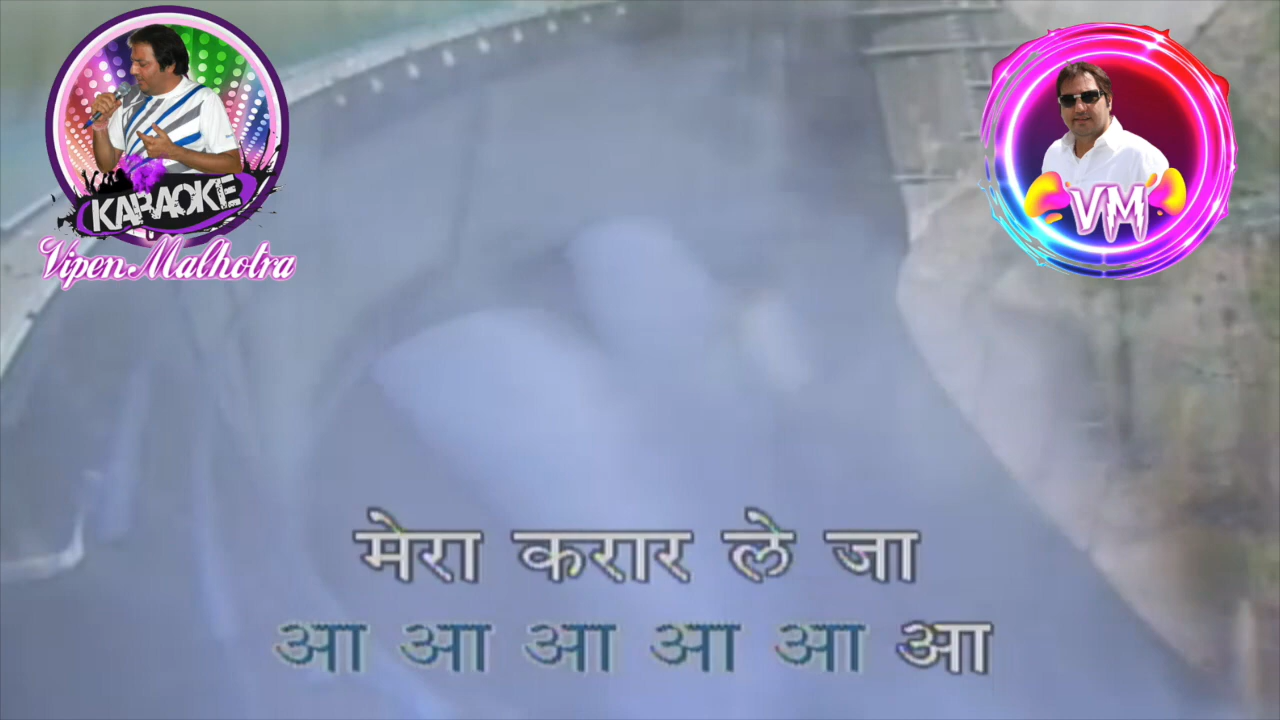 KARAOKE
Vipen Malhotra
VM
मेरा करार ले जा
आ आ आ आ आ आ